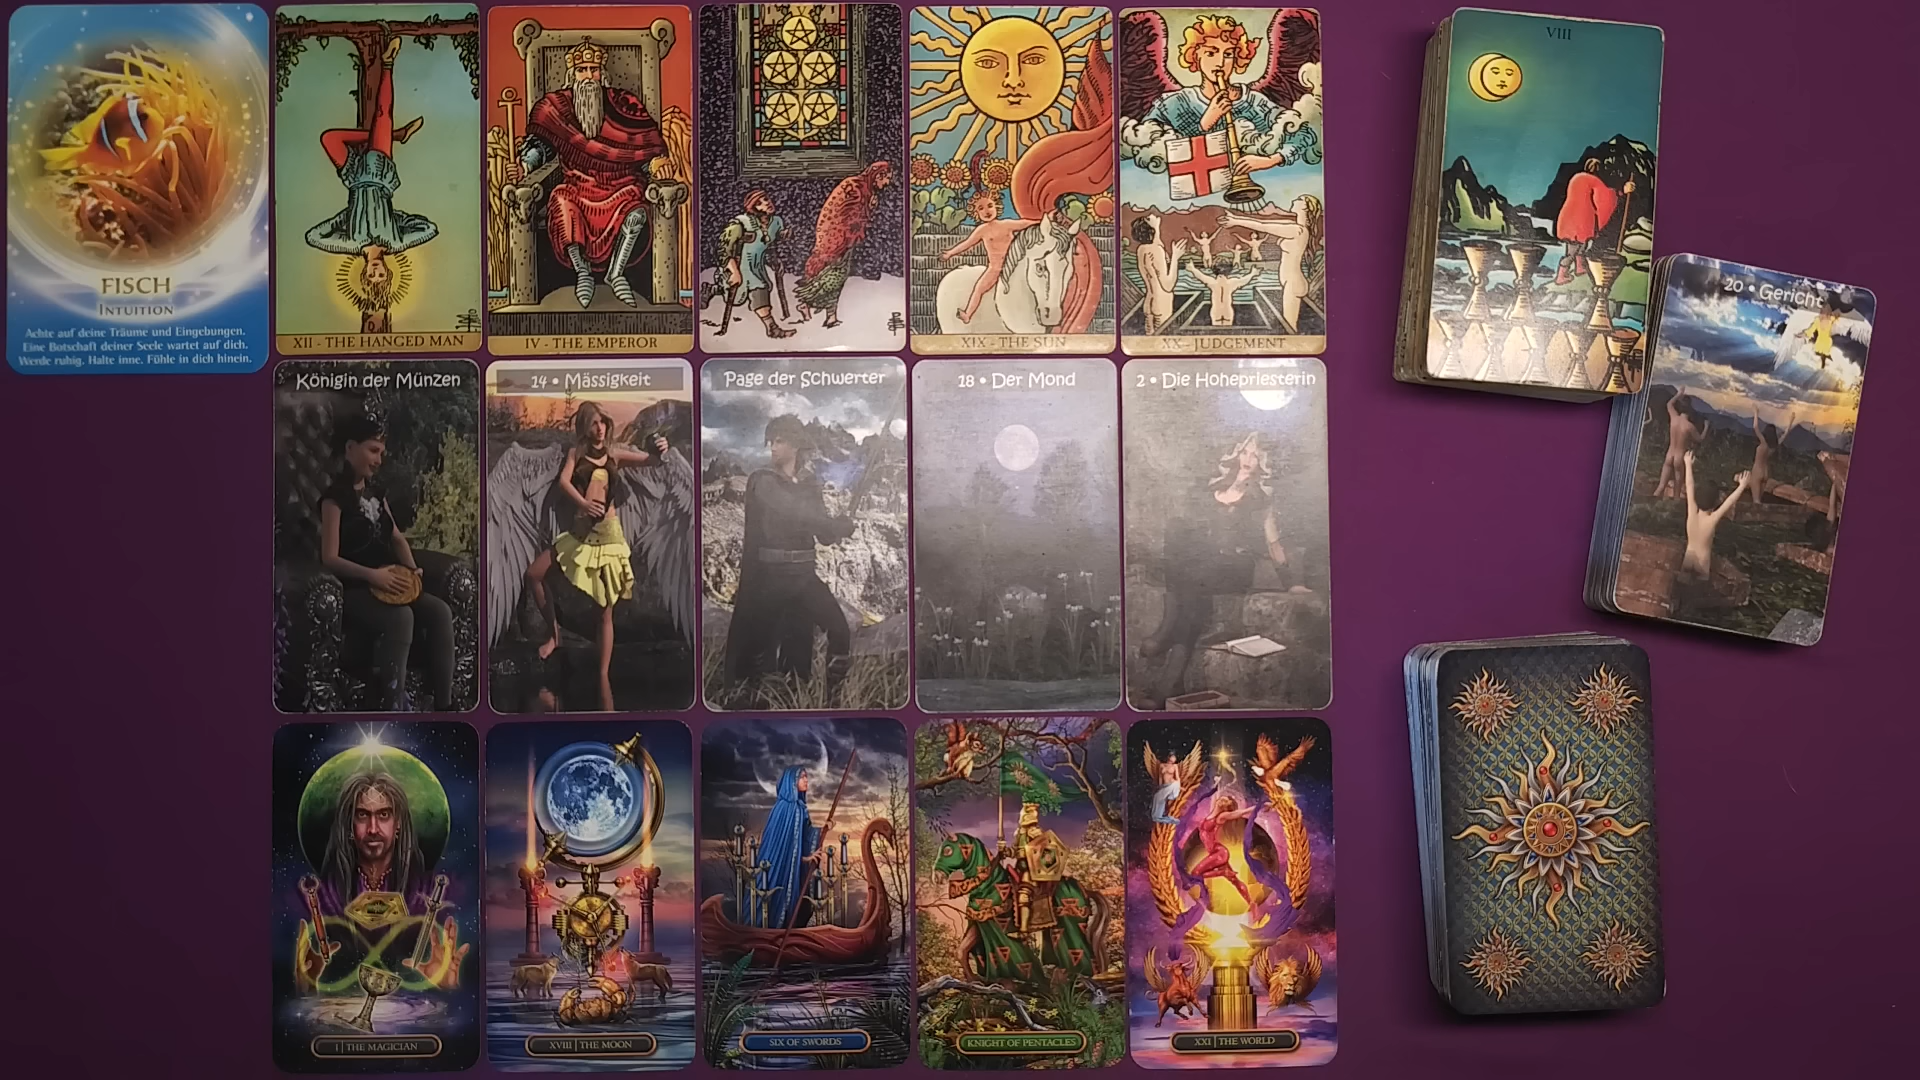 FISCH
INTUITION
Achte auf deine Träume und Eingebungen.
Eine Botschaft deiner Seele wartet auf dich.
Werde ruhig. Halte inne. Fühle in dich hinein.
XII - THE HANGED MAN
IV - THE EMPEROR
XIX - THE SUN
XX - JUDGEMENT
VIII
Königin der Münzen
14 • Mässigkeit
Page der Schwerter
18 • Der Mond
2 • Die Hohepriesterin
20 • Gericht
I | THE MAGICIAN
XVIII | THE MOON
SIX OF SWORDS
KNIGHT OF PENTACLES
XXI | THE WORLD